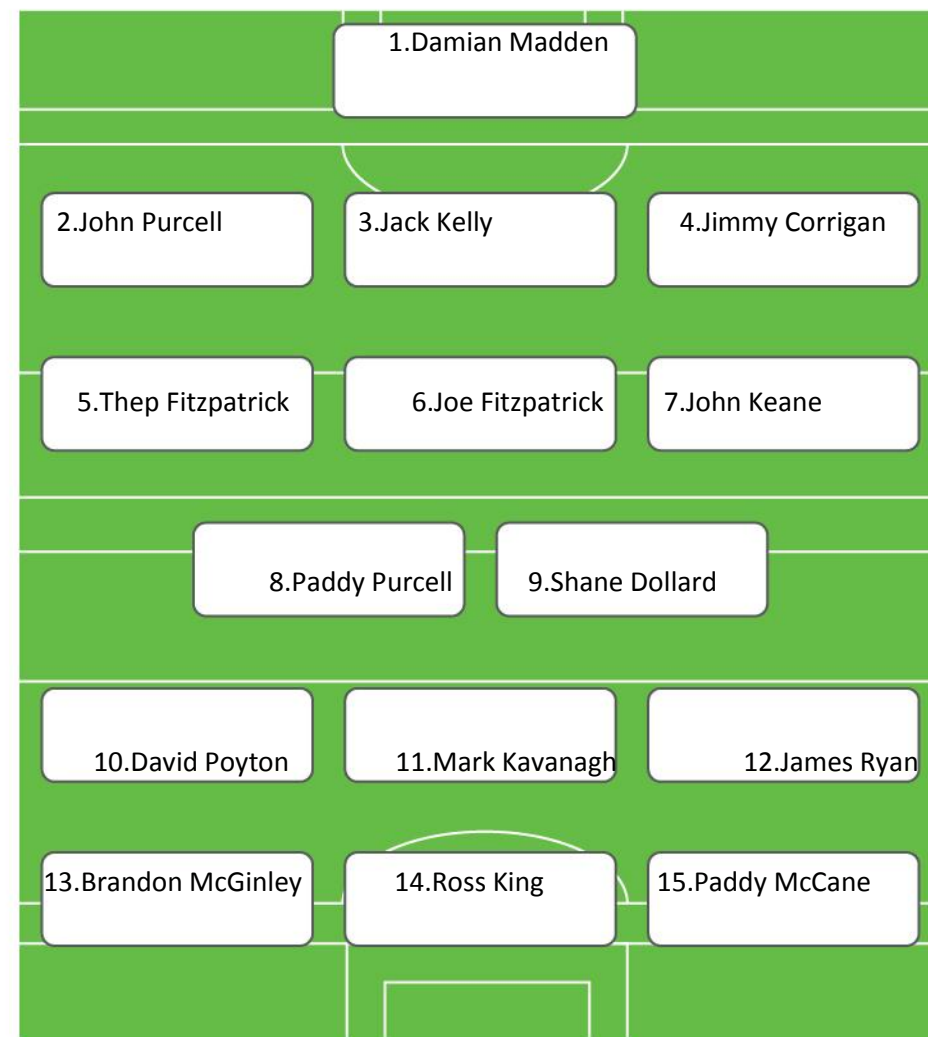 1.Damian Madden
2.John Purcell
3.Jack Kelly
4.Jimmy Corrigan
5.Thep Fitzpatrick
6.Joe Fitzpatrick
7.John Keane
8.Paddy Purcell
9.Shane Dollard
10.David Poyton
11.Mark Kavanagh
12.James Ryan
13.Brandon McGinley
14.Ross King
15.Paddy McCane